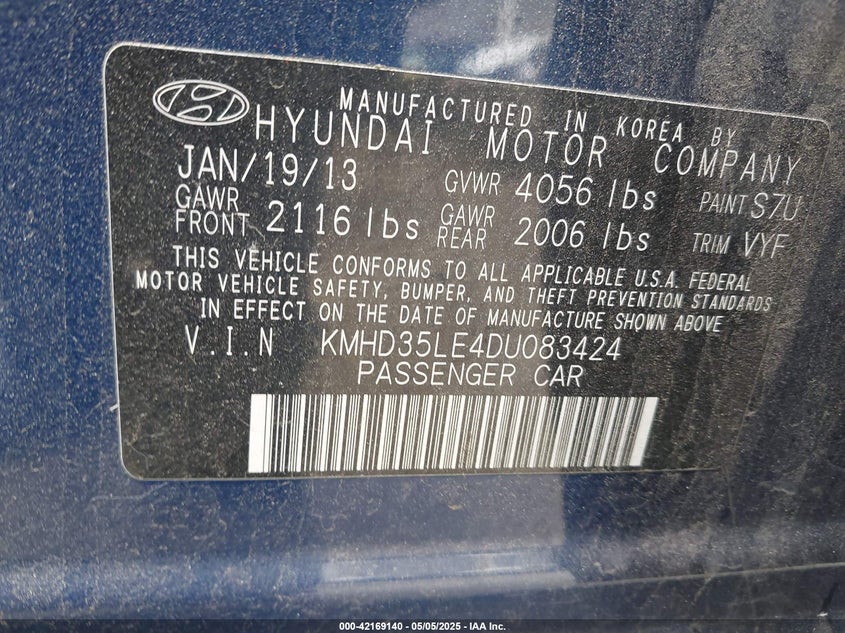 MANUFACTURED IN KOREA BY
HYUNDAI MOTOR COMPANY
JAN/19/13 GVWR 4056 lbs PAINT S7U
GAWR FRONT 2116 lbs GAWR REAR 2006 lbs TRIM VYF
THIS VEHICLE CONFORMS TO ALL APPLICABLE U.S.A. FEDERAL
MOTOR VEHICLE SAFETY, BUMPER, AND THEFT PREVENTION STANDARDS
IN EFFECT ON THE DATE OF MANUFACTURE SHOWN ABOVE
V.I.N KMHD35LE4DU083424
PASSENGER CAR
000-42169140 - 05/05/2025 - IAA Inc.